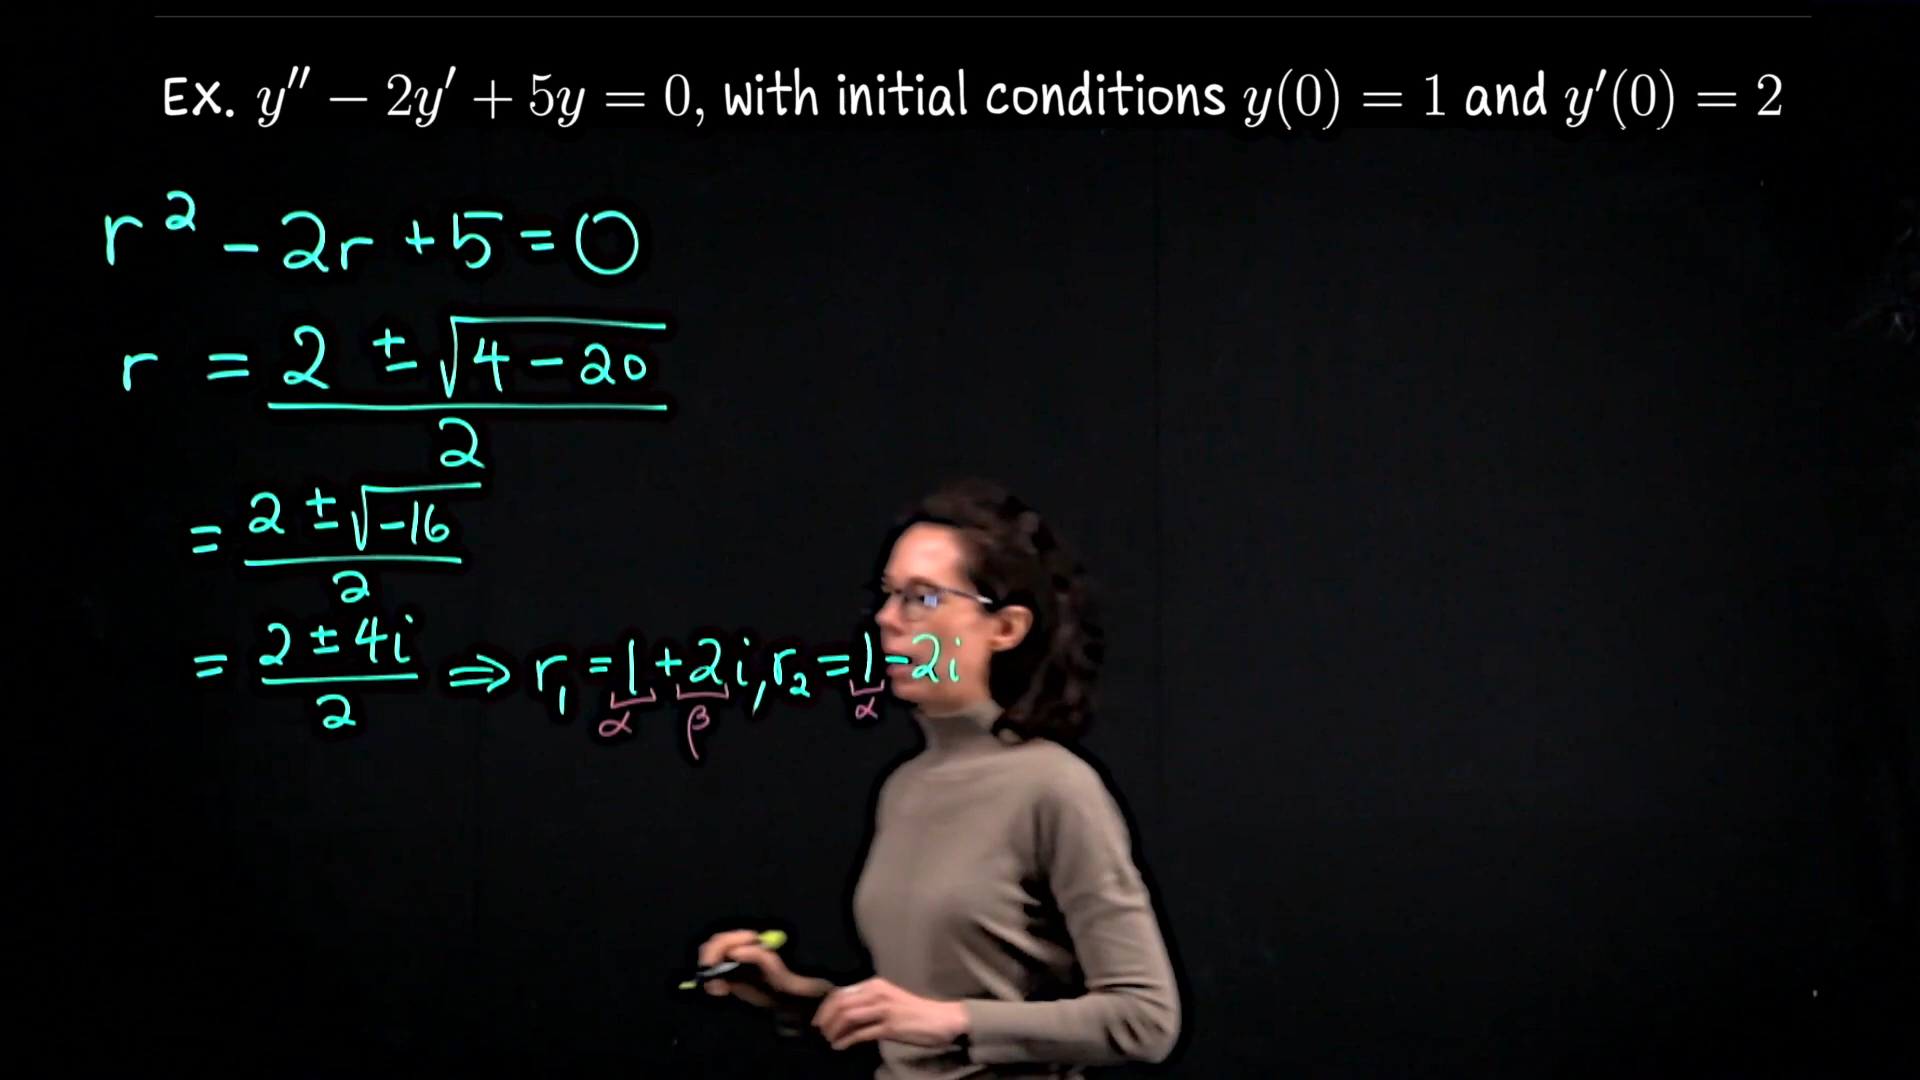 Ex. y″ − 2y′ + 5y = 0, with initial conditions y(0) = 1 and y′(0) = 2
r² - 2r + 5 = 0
r = (2 ± √(4 - 20)) / 2
= (2 ± √(-16)) / 2
= (2 ± 4i) / 2 ⇒ r₁ = 1 + 2i, r₂ = 1 - 2i
α β α